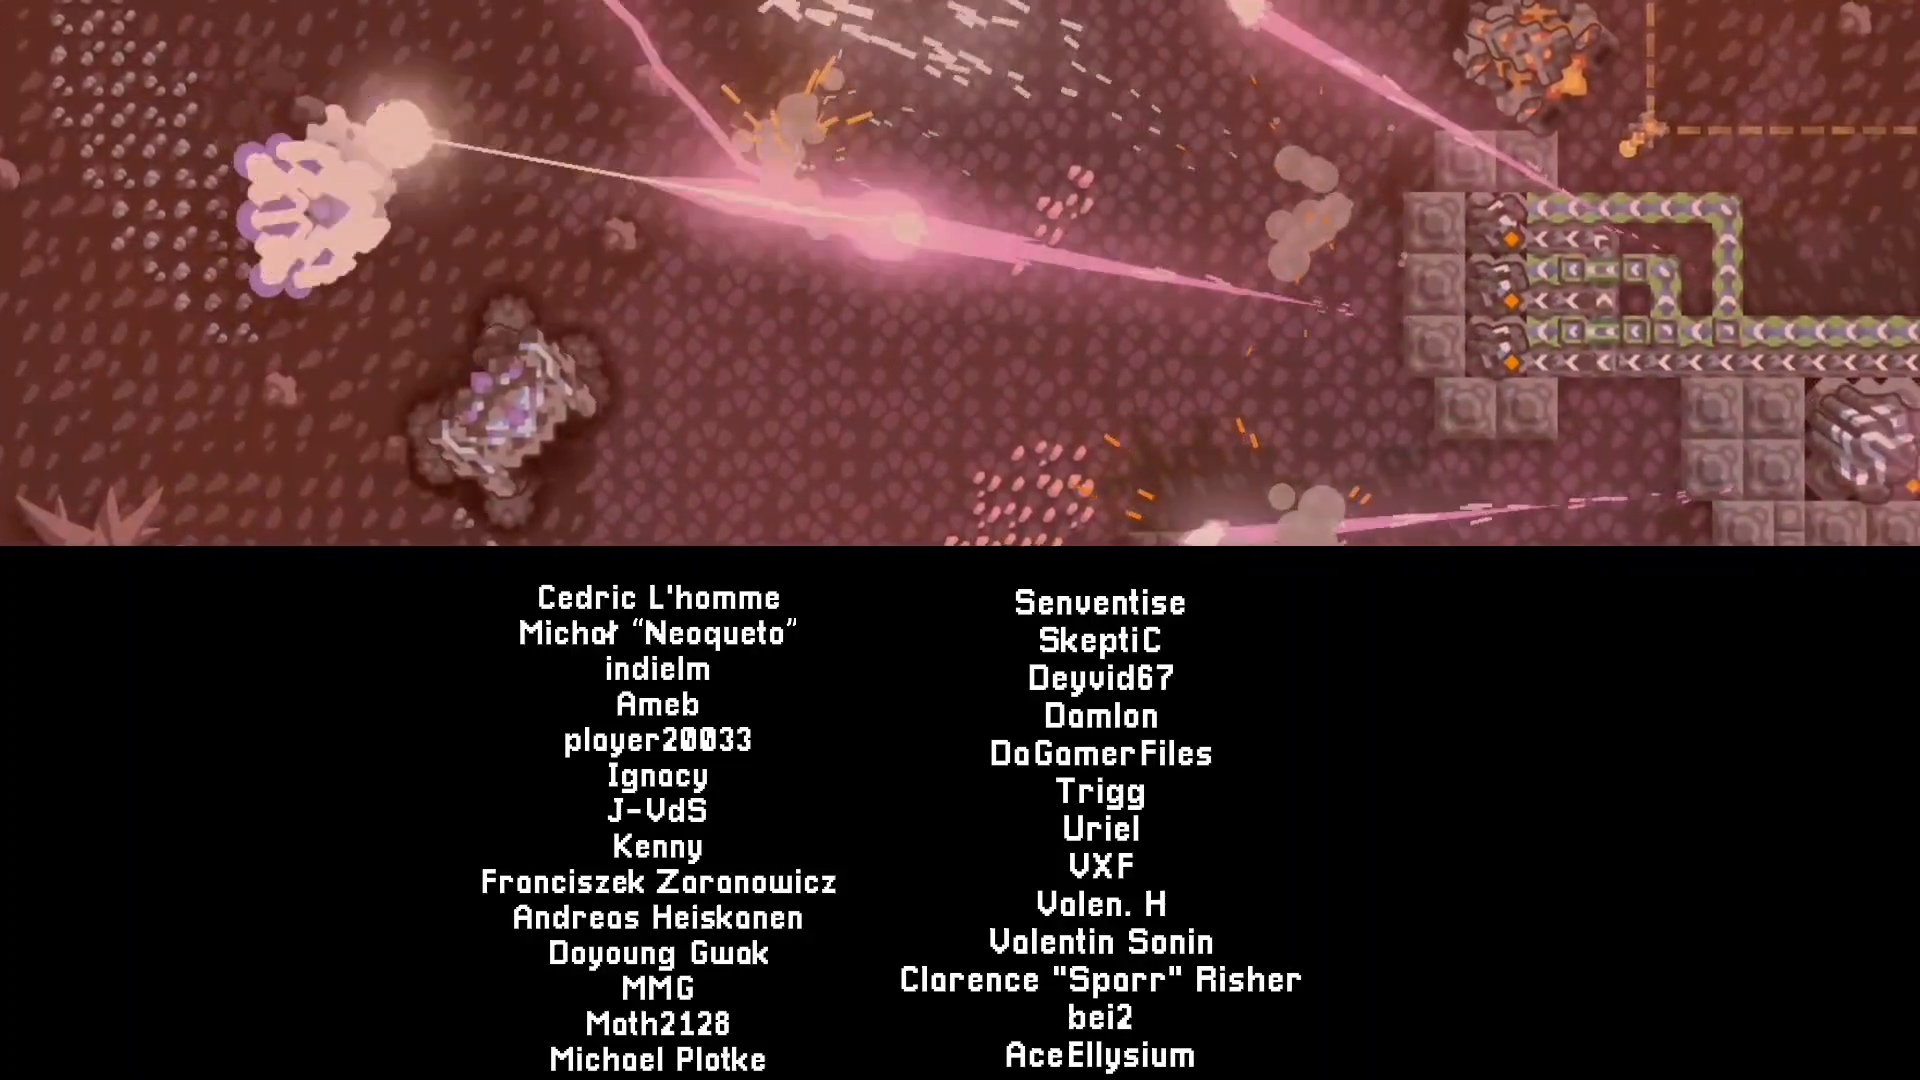 Cedric L'homme
Michał “Neoqueto”
indielm
Ameb
player20033
Ignacy
J-VdS
Kenny
Franciszek Zaranowicz
Andreas Heiskanen
Doyoung Gwak
MMG
Math2128
Michael Plotke
Senventise
SkeptiC
Deyvid67
Damlon
DaGamerFiles
Trigg
Uriel
VXF
Valen. H
Valentin Sonin
Clarence "Sparr" Risher
bei2
AceEllysium